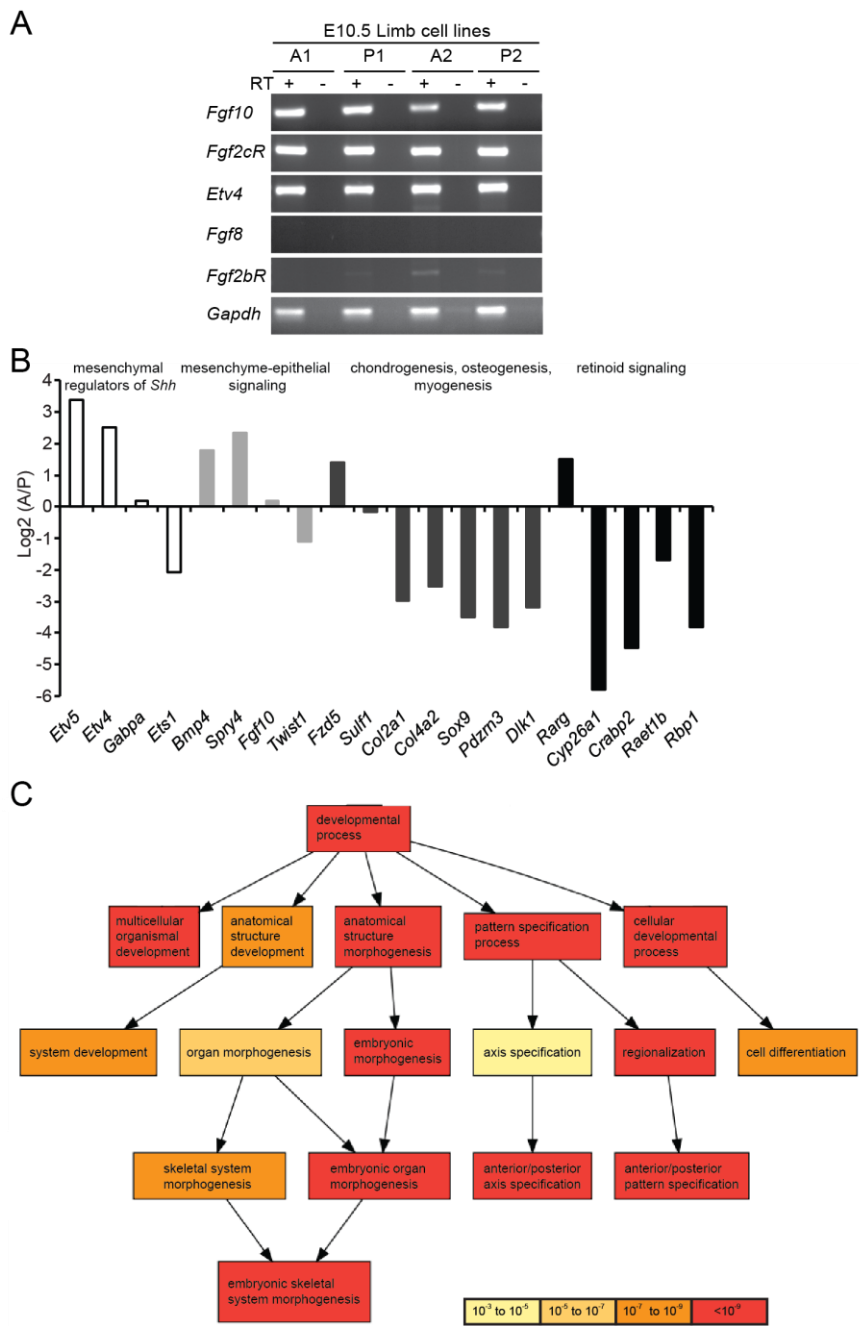 A
E10.5 Limb cell lines
A1 P1 A2 P2
RT + - + - + - + -
Fgf10
Fgf2cR
Etv4
Fgf8
Fgf2bR
Gapdh
B
mesenchymal
regulators of Shh
mesenchyme-epithelial
signaling
chondrogenesis, osteogenesis,
myogenesis
retinoid signaling
Log2 (A/P)
4
3
2
1
0
-1
-2
-3
-4
-5
-6
Etv5 Etv4 Gabpa Ets1 Bmp4 Spry4 Fgf10 Twist1 Fzd5 Sulf1 Col2a1 Col4a2 Sox9 Pdzrn3 Dlk1 Rarg Cyp26a1 Crabp2 Raet1b Rbp1
C
developmental
process
multicellular
organismal
development
anatomical
structure
development
anatomical
structure
morphogenesis
pattern specification
process
cellular
developmental
process
system development
organ morphogenesis
embryonic
morphogenesis
axis specification
regionalization
cell differentiation
skeletal system
morphogenesis
embryonic organ
morphogenesis
anterior/posterior
axis specification
anterior/posterior
pattern specification
embryonic skeletal
system morphogenesis
10⁻³ to 10⁻⁵ 10⁻⁵ to 10⁻⁷ 10⁻⁷ to 10⁻⁹ <10⁻⁹